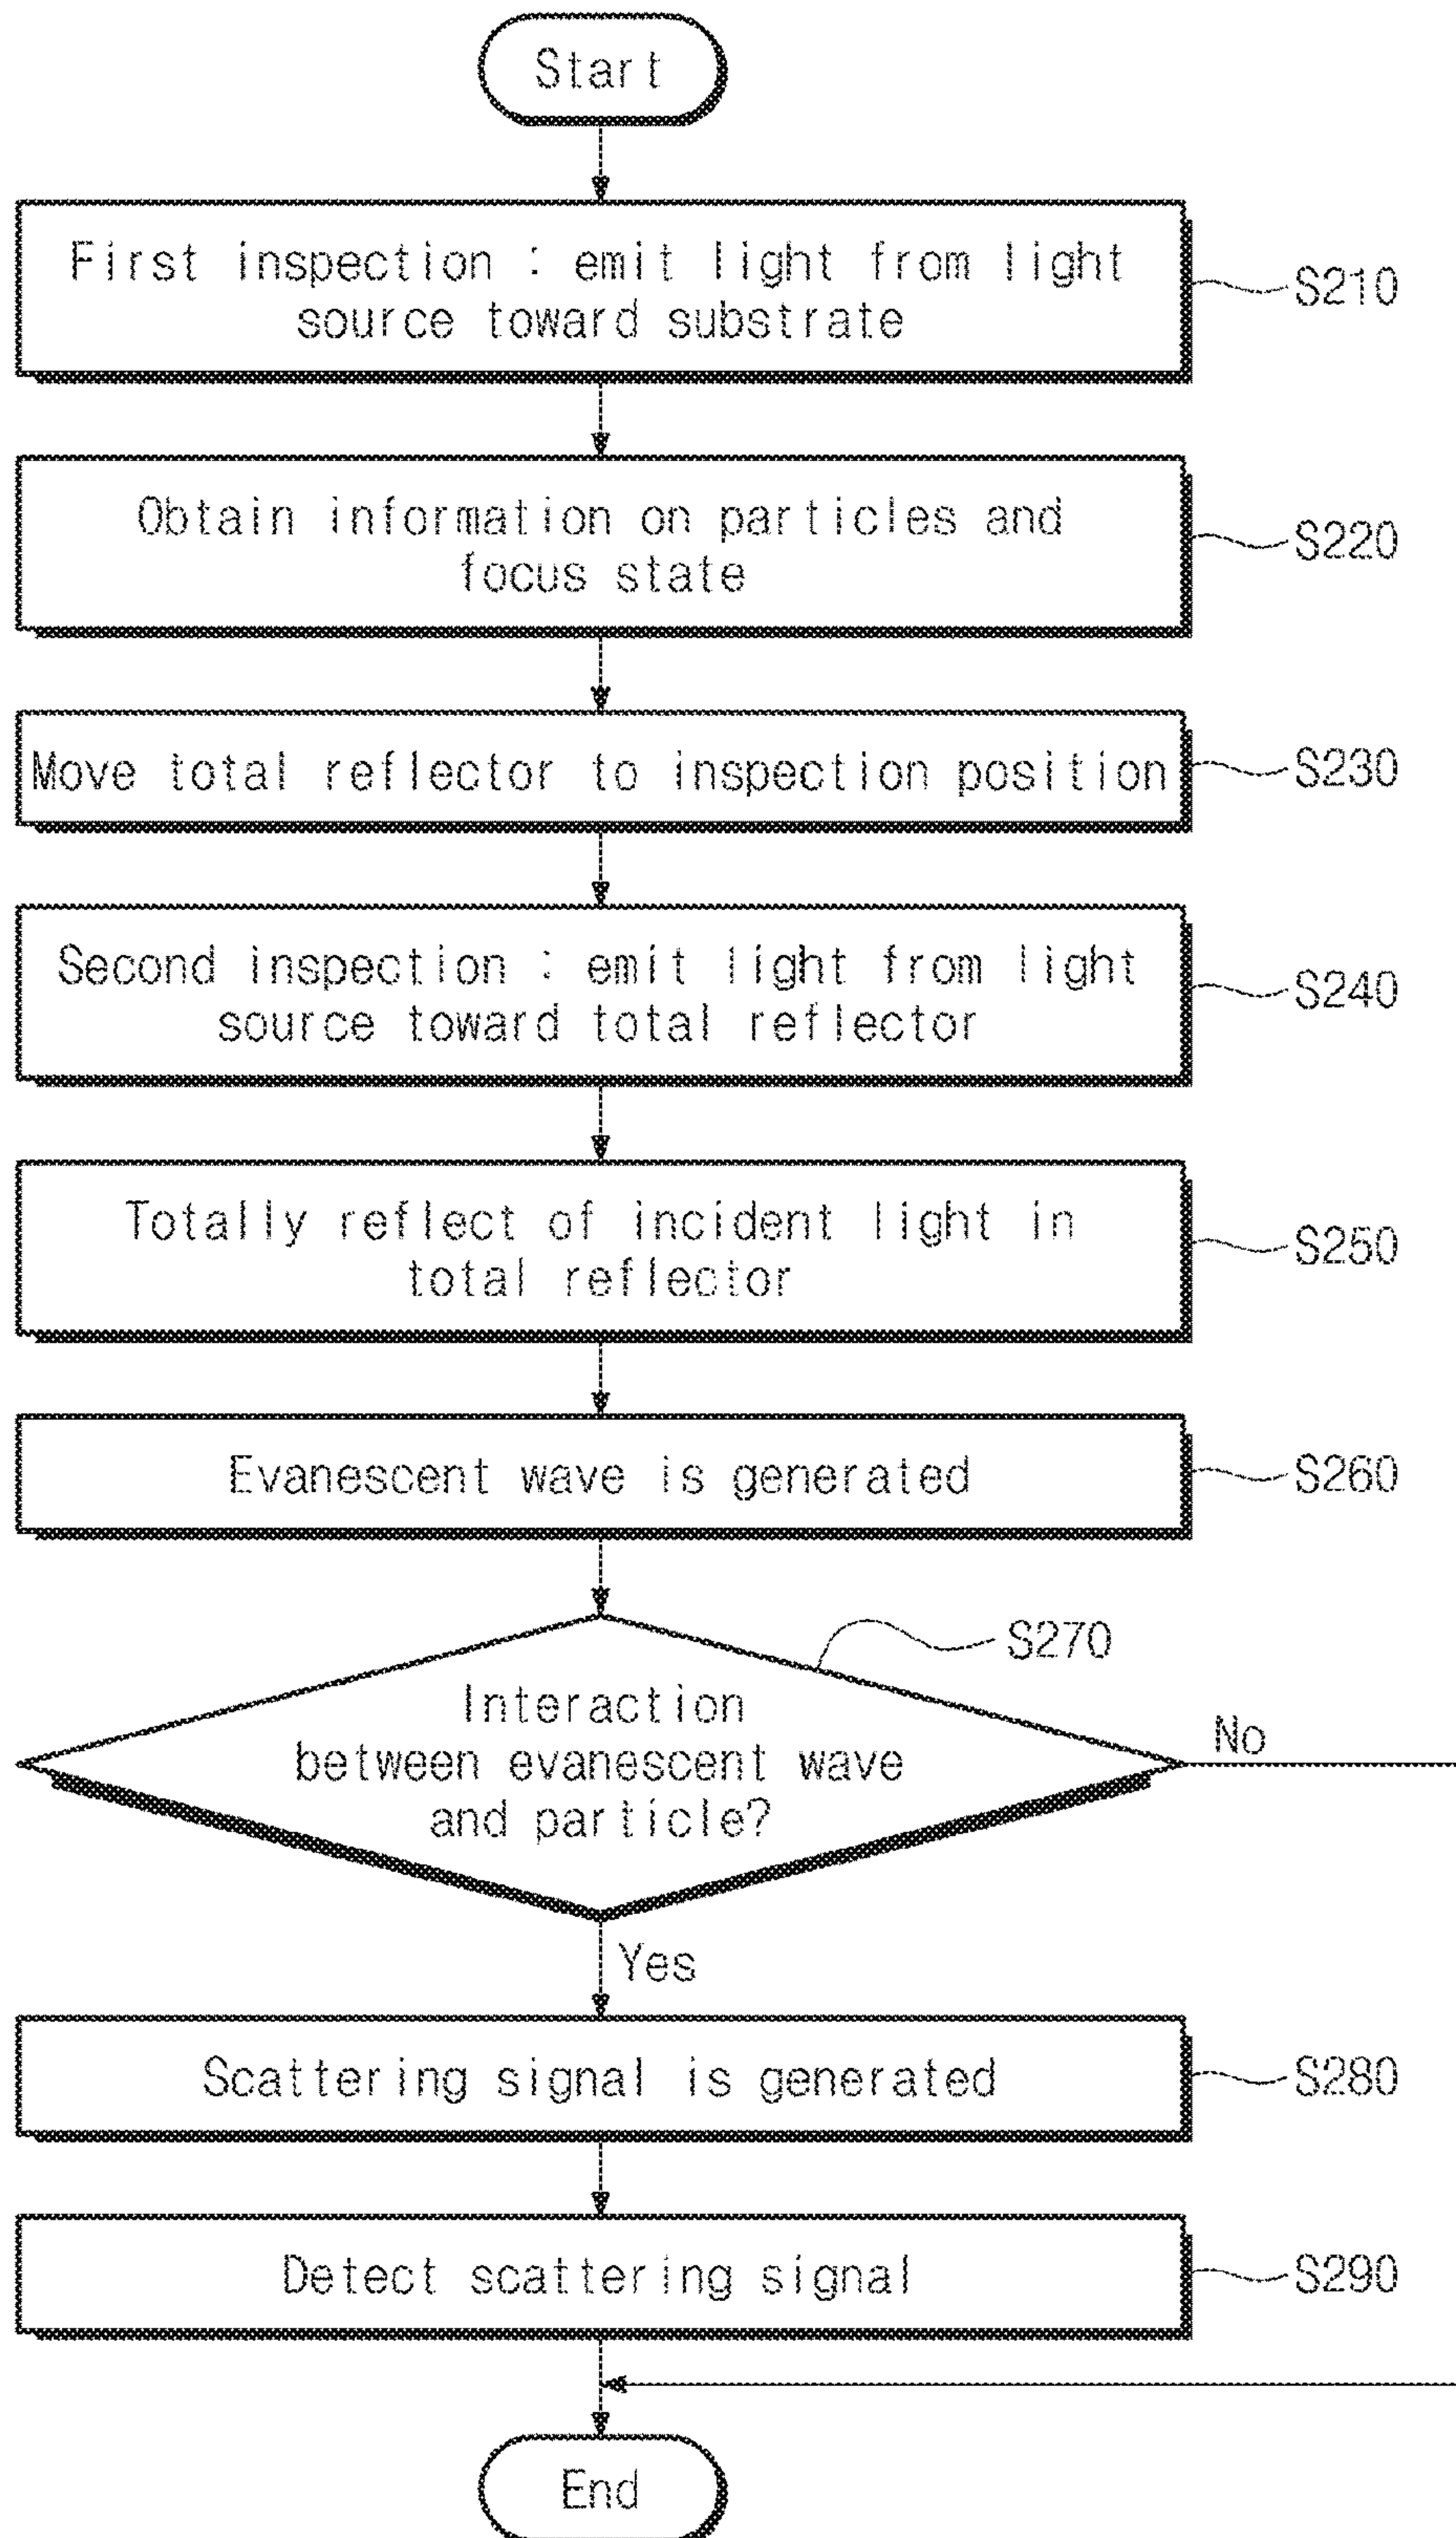 Start
First inspection : emit light from light
source toward substrate
S210
Obtain information on particles and
focus state
S220
Move total reflector to inspection position
S230
Second inspection : emit light from light
source toward total reflector
S240
Totally reflect of incident light in
total reflector
S250
Evanescent wave is generated
S260
S270
Interaction
between evanescent wave
and particle?
No
Yes
Scattering signal is generated
S280
Detect scattering signal
S290
End